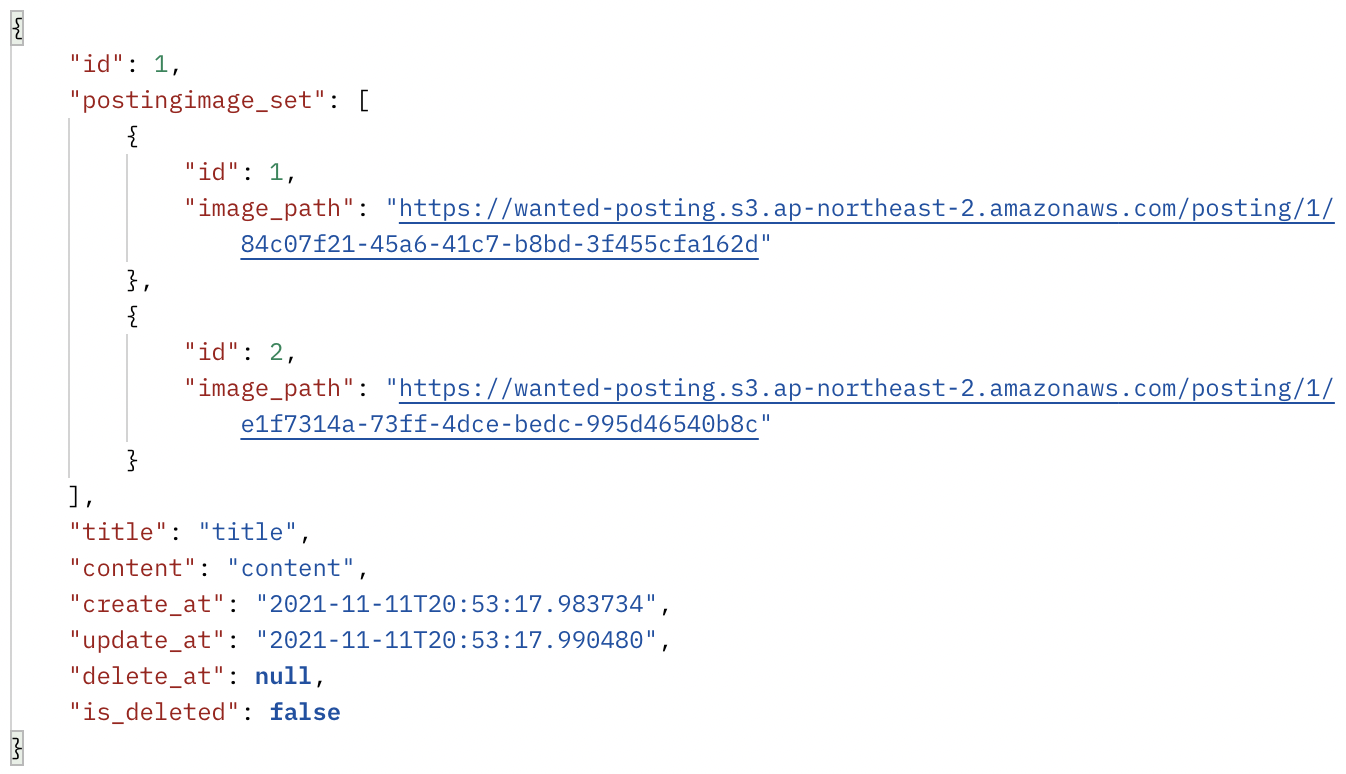 {
    "id": 1,
    "postingimage_set": [
        {
            "id": 1,
            "image_path": "https://wanted-posting.s3.ap-northeast-2.amazonaws.com/posting/1/
                84c07f21-45a6-41c7-b8bd-3f455cfa162d"
        },
        {
            "id": 2,
            "image_path": "https://wanted-posting.s3.ap-northeast-2.amazonaws.com/posting/1/
                e1f7314a-73ff-4dce-bedc-995d46540b8c"
        }
    ],
    "title": "title",
    "content": "content",
    "create_at": "2021-11-11T20:53:17.983734",
    "update_at": "2021-11-11T20:53:17.990480",
    "delete_at": null,
    "is_deleted": false
}